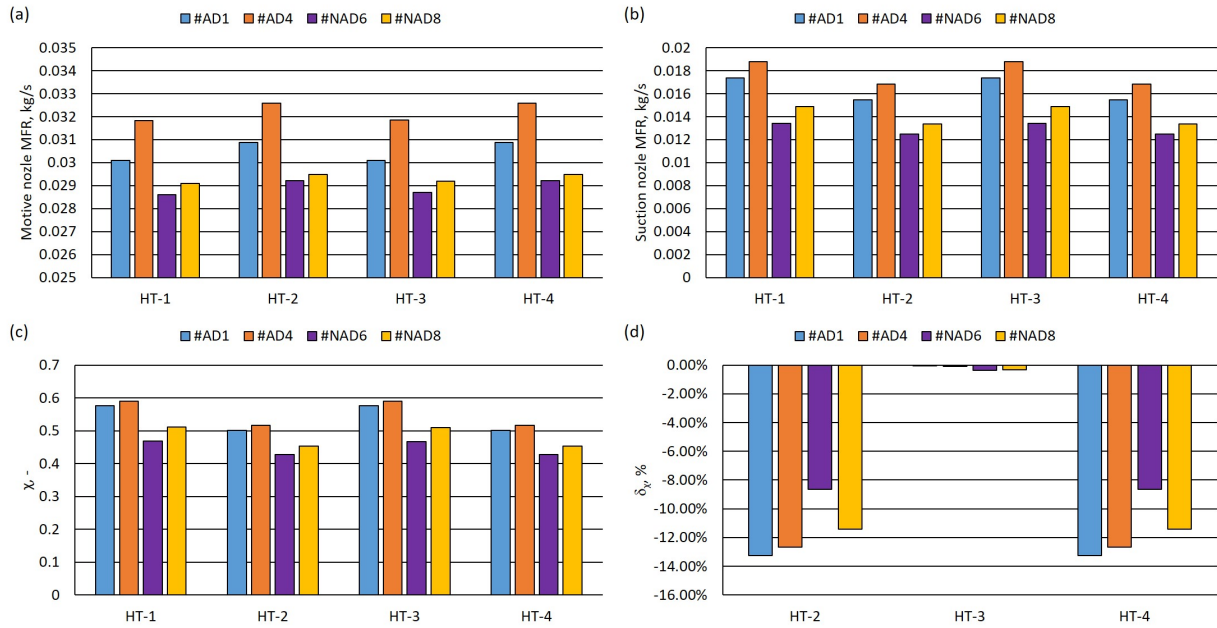 (a)
#AD1 #AD4 #NAD6 #NAD8
Motive nozle MFR, kg/s
0.035
0.034
0.033
0.032
0.031
0.03
0.029
0.028
0.027
0.026
0.025
HT-1 HT-2 HT-3 HT-4
(b)
#AD1 #AD4 #NAD6 #NAD8
Suction nozle MFR, kg/s
0.02
0.018
0.016
0.014
0.012
0.01
0.008
0.006
0.004
0.002
0
HT-1 HT-2 HT-3 HT-4
(c)
#AD1 #AD4 #NAD6 #NAD8
χ, -
0.7
0.6
0.5
0.4
0.3
0.2
0.1
0
HT-1 HT-2 HT-3 HT-4
(d)
#AD1 #AD4 #NAD6 #NAD8
δχ, %
0.00%
-2.00%
-4.00%
-6.00%
-8.00%
-10.00%
-12.00%
-14.00%
-16.00%
HT-2 HT-3 HT-4